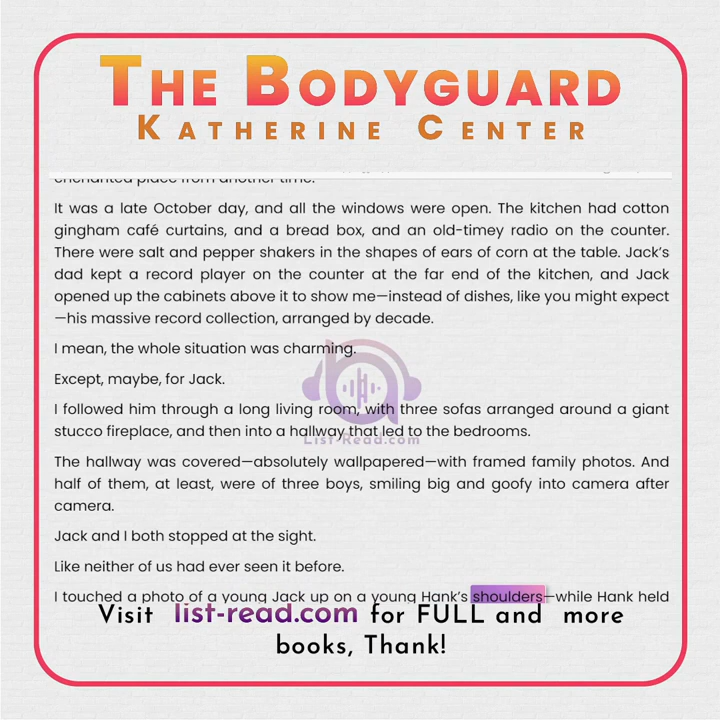 THE BODYGUARD
KATHERINE CENTER
enchanted place from another time.
It was a late October day, and all the windows were open. The kitchen had cotton
gingham café curtains, and a bread box, and an old-timey radio on the counter.
There were salt and pepper shakers in the shapes of ears of corn at the table. Jack's
dad kept a record player on the counter at the far end of the kitchen, and Jack
opened up the cabinets above it to show me—instead of dishes, like you might expect
—his massive record collection, arranged by decade.
I mean, the whole situation was charming.
Except, maybe, for Jack.
I followed him through a long living room, with three sofas arranged around a giant
stucco fireplace, and then into a hallway that led to the bedrooms.
List-Read.com
The hallway was covered—absolutely wallpapered—with framed family photos. And
half of them, at least, were of three boys, smiling big and goofy into camera after
camera.
Jack and I both stopped at the sight.
Like neither of us had ever seen it before.
I touched a photo of a young Jack up on a young Hank's shoulders—while Hank held
Visit list-read.com for FULL and more
books, Thank!